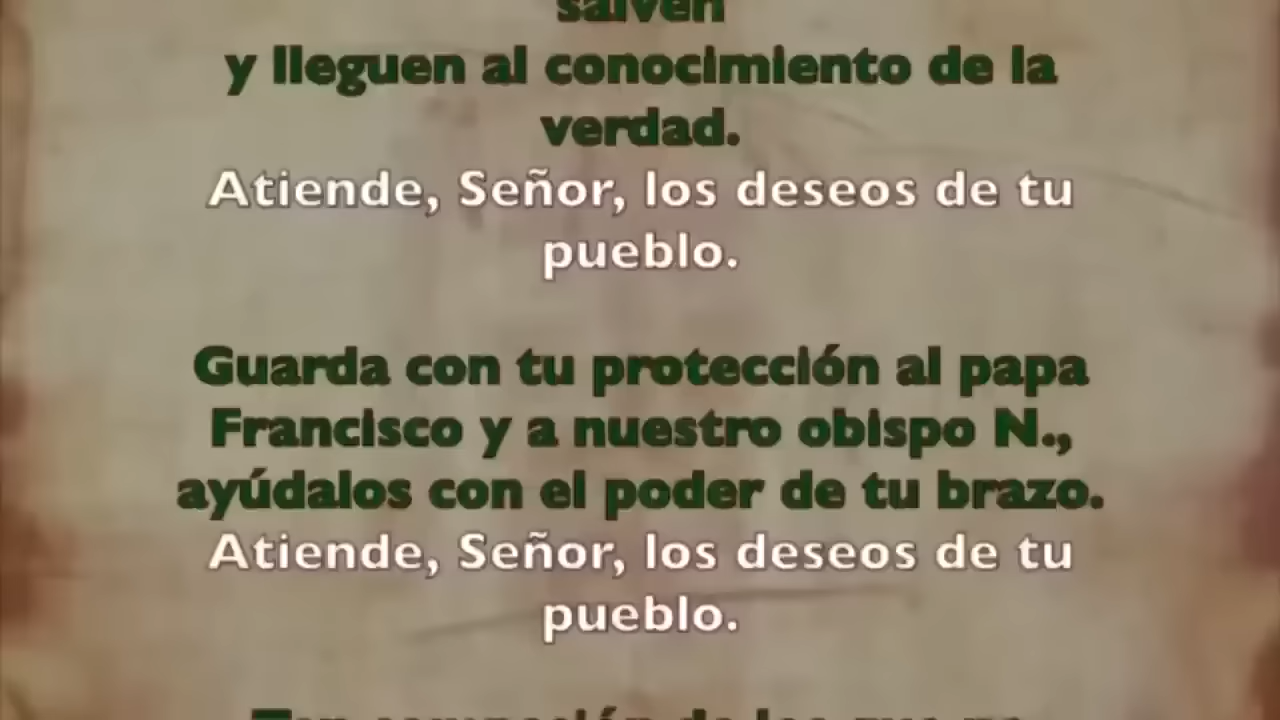 salven
y lleguen al conocimiento de la
verdad.
Atiende, Señor, los deseos de tu
pueblo.
Guarda con tu protección al papa
Francisco y a nuestro obispo N.,
ayúdalos con el poder de tu brazo.
Atiende, Señor, los deseos de tu
pueblo.